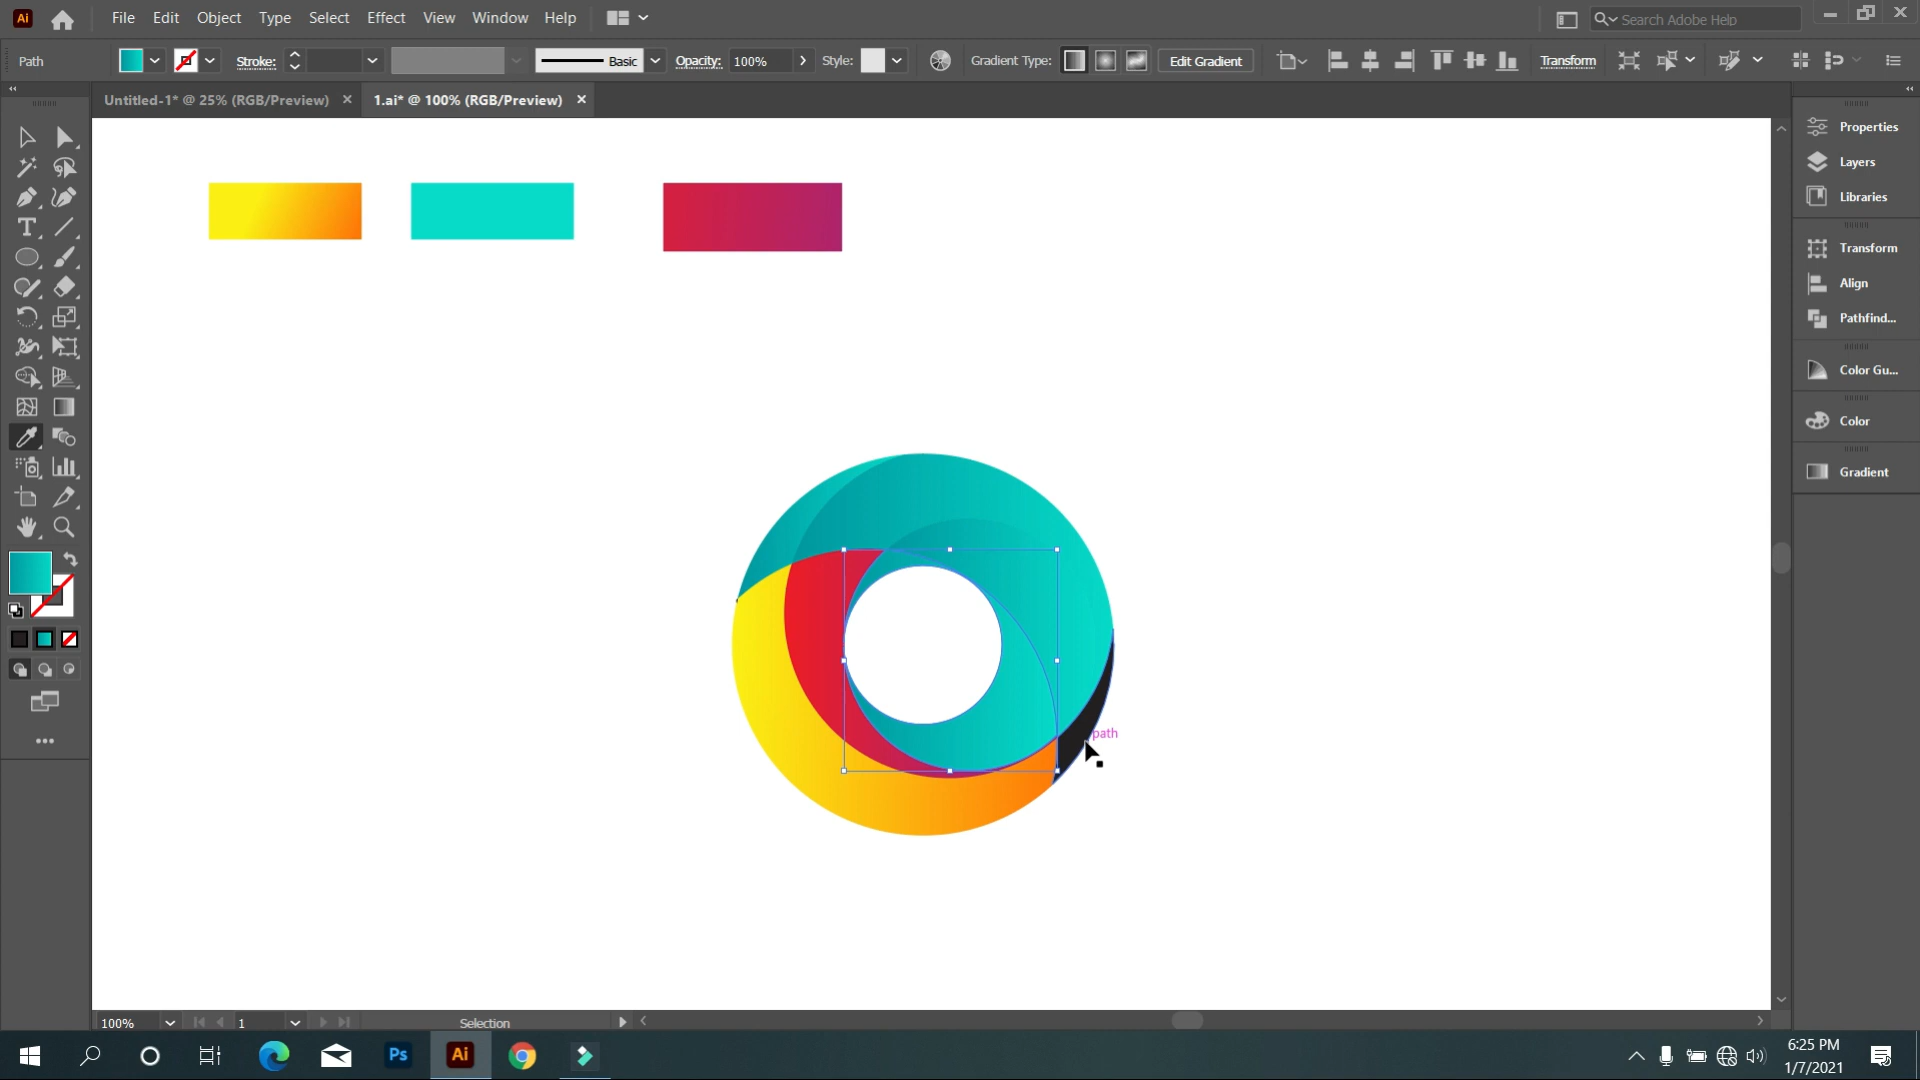 Ai File Edit Object Type Select Effect View Window Help Search Adobe Help
Path Stroke: Basic Opacity: 100% Style: Gradient Type: Edit Gradient Transform
Untitled-1* @ 25% (RGB/Preview) × 1.ai* @ 100% (RGB/Preview) ×
Properties
Layers
Libraries
Transform
Align
Pathfind...
Color Gu...
Color
Gradient
path
100% 1 Selection
Ps Ai
6:25 PM
1/7/2021